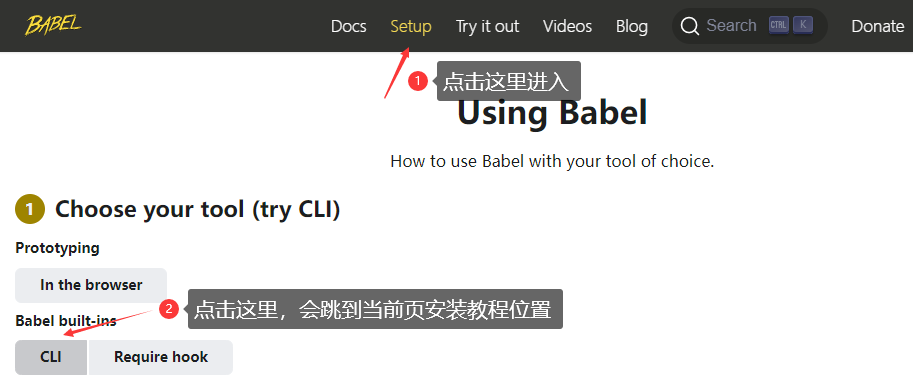 BABEL
Docs Setup Try it out Videos Blog Search CTRL K Donate
1 点击这里进入
Using Babel
How to use Babel with your tool of choice.
1 Choose your tool (try CLI)
Prototyping
In the browser
2 点击这里，会跳到当前页安装教程位置
Babel built-ins
CLI Require hook